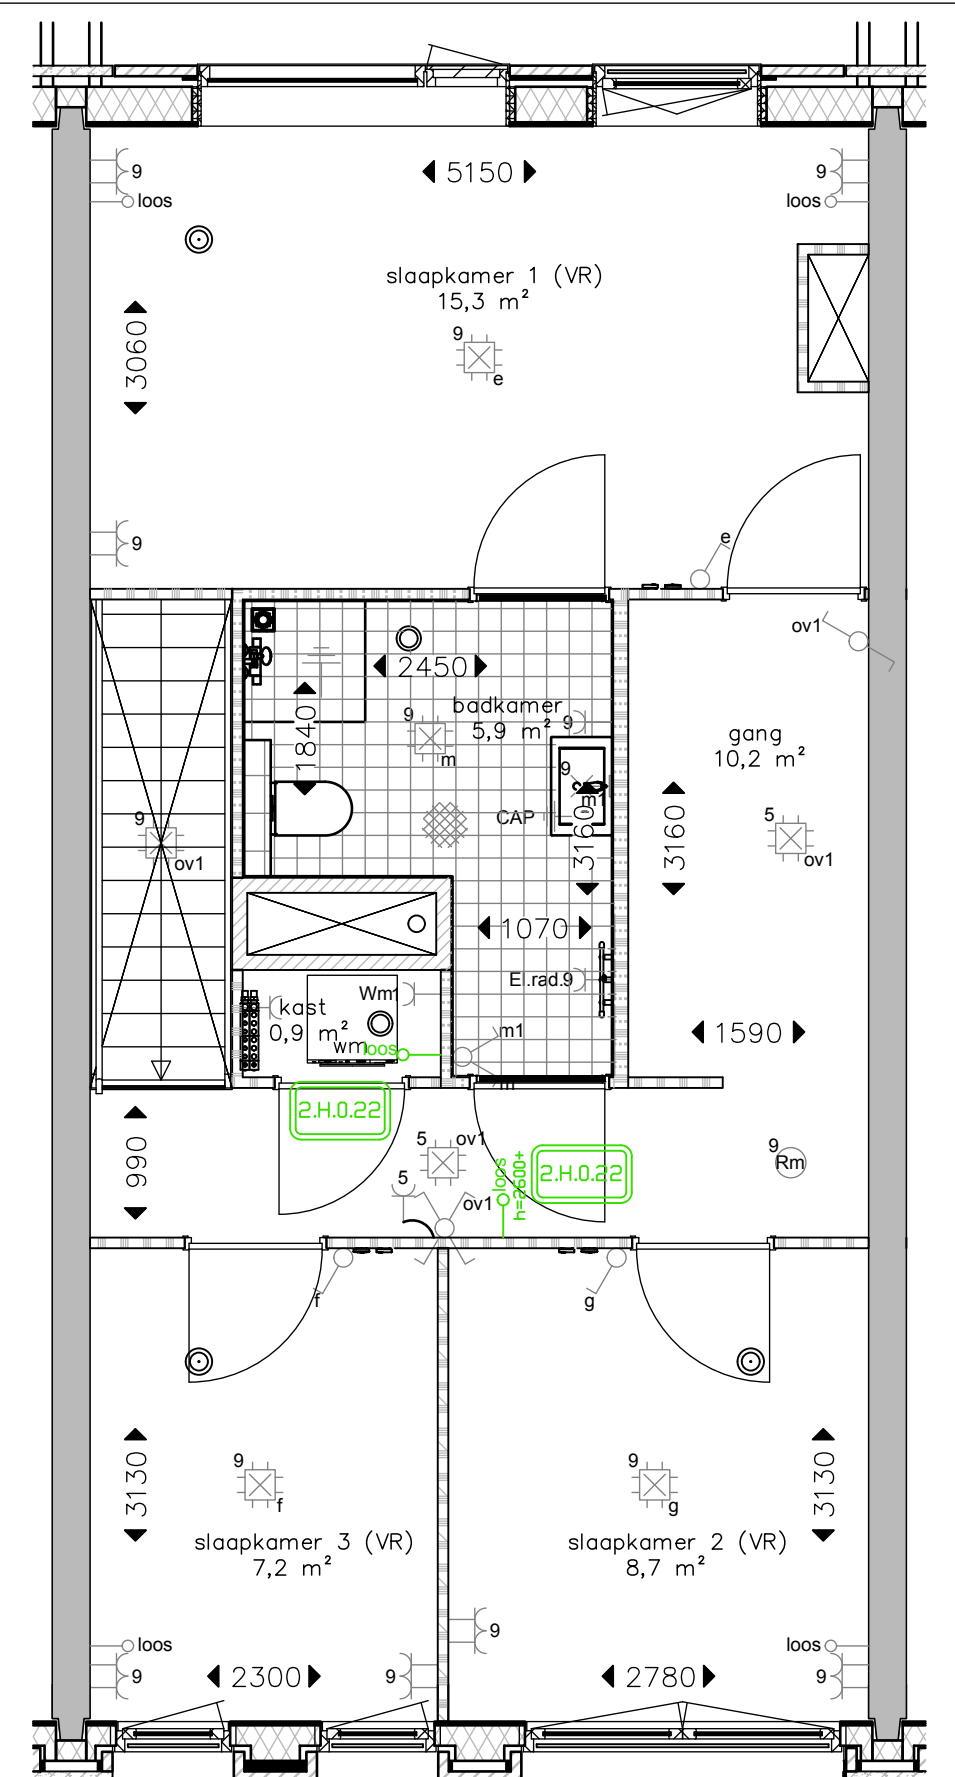 5150
9
9
loos
loos
slaapkamer 1 (VR)
15,3 m²
3060
9
e
9
e
ov1
2450
badkamer
5,9 m²
9
9
m
1840
gang
10,2 m²
9
m1
CAP
3160
3160
5
ov1
9
ov1
1070
El.rad.9
Wm1
kast
0,9 m²
wm
loos
m1
m
1590
2.H.0.22
990
5
ov1
5
ov1
loos
h=2600+
2.H.0.22
9
Rm
f
g
3130
9
f
9
g
3130
slaapkamer 3 (VR)
7,2 m²
slaapkamer 2 (VR)
8,7 m²
9
loos
loos
9
2300
9
2780
9